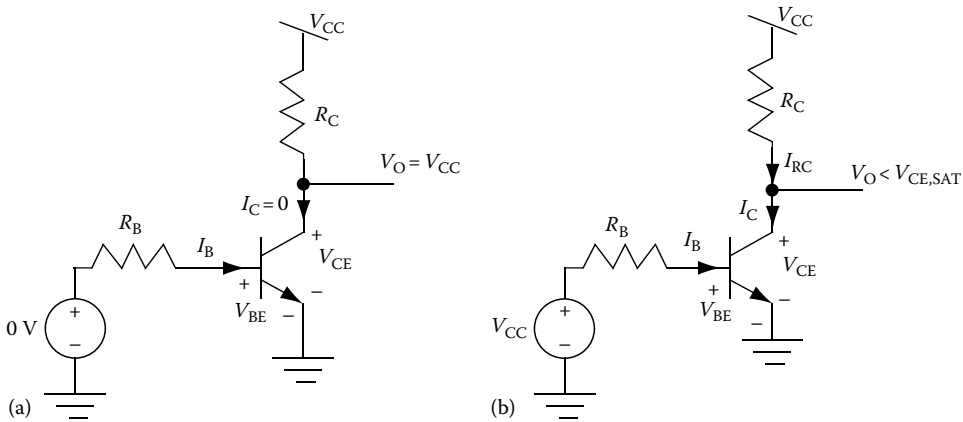 V_CC
R_C
V_O = V_CC
I_C = 0
R_B
I_B
+
V_CE
+
−
V_BE
−
0 V
+
−
(a)
V_CC
R_C
I_RC
V_O < V_CE,SAT
I_C
R_B
I_B
+
V_CE
+
−
V_BE
−
V_CC
+
−
(b)